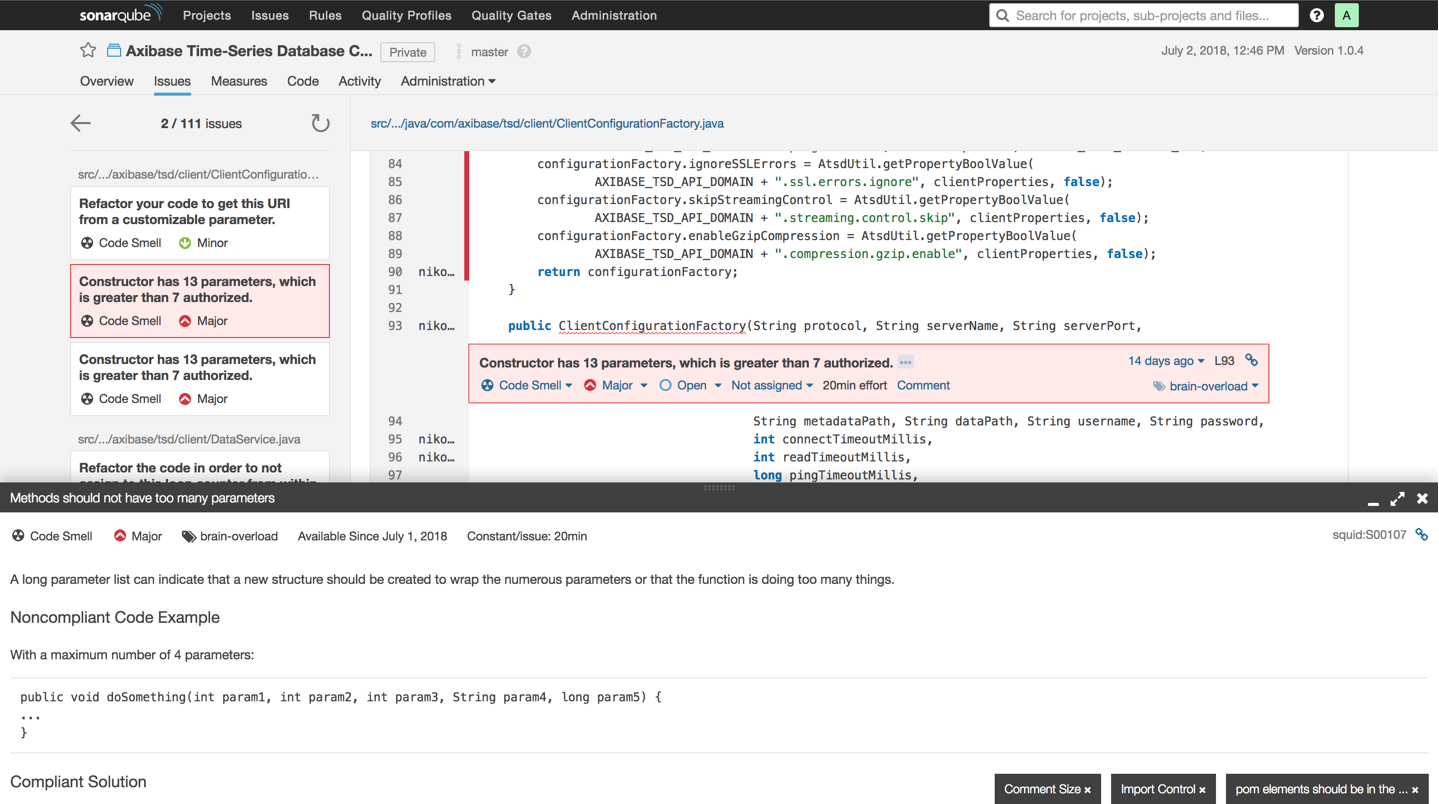 sonarqube Projects Issues Rules Quality Profiles Quality Gates Administration Search for projects, sub-projects and files... ? A
Axibase Time-Series Database C... Private master ? July 2, 2018, 12:46 PM Version 1.0.4
Overview Issues Measures Code Activity Administration
2 / 111 issues
src/.../axibase/tsd/client/ClientConfiguratio...
Refactor your code to get this URI
from a customizable parameter.
Code Smell Minor
Constructor has 13 parameters, which
is greater than 7 authorized.
Code Smell Major
Constructor has 13 parameters, which
is greater than 7 authorized.
Code Smell Major
src/.../axibase/tsd/client/DataService.java
Refactor the code in order to not
assign to this loop counter from within
src/.../java/com/axibase/tsd/client/ClientConfigurationFactory.java
84 configurationFactory.ignoreSSLErrors = AtsdUtil.getPropertyBoolValue(
85 AXIBASE_TSD_API_DOMAIN + ".ssl.errors.ignore", clientProperties, false);
86 configurationFactory.skipStreamingControl = AtsdUtil.getPropertyBoolValue(
87 AXIBASE_TSD_API_DOMAIN + ".streaming.control.skip", clientProperties, false);
88 configurationFactory.enableGzipCompression = AtsdUtil.getPropertyBoolValue(
89 AXIBASE_TSD_API_DOMAIN + ".compression.gzip.enable", clientProperties, false);
90 niko... return configurationFactory;
91 }
92
93 niko... public ClientConfigurationFactory(String protocol, String serverName, String serverPort,
Constructor has 13 parameters, which is greater than 7 authorized. ... 14 days ago L93
Code Smell Major Open Not assigned 20min effort Comment brain-overload
94 String metadataPath, String dataPath, String username, String password,
95 niko... int connectTimeoutMillis,
96 niko... int readTimeoutMillis,
97 long pingTimeoutMillis,
Methods should not have too many parameters
Code Smell Major brain-overload Available Since July 1, 2018 Constant/issue: 20min squid:S00107
A long parameter list can indicate that a new structure should be created to wrap the numerous parameters or that the function is doing too many things.
Noncompliant Code Example
With a maximum number of 4 parameters:
public void doSomething(int param1, int param2, int param3, String param4, long param5) {
...
}
Compliant Solution
Comment Size × Import Control × pom elements should be in the ... ×